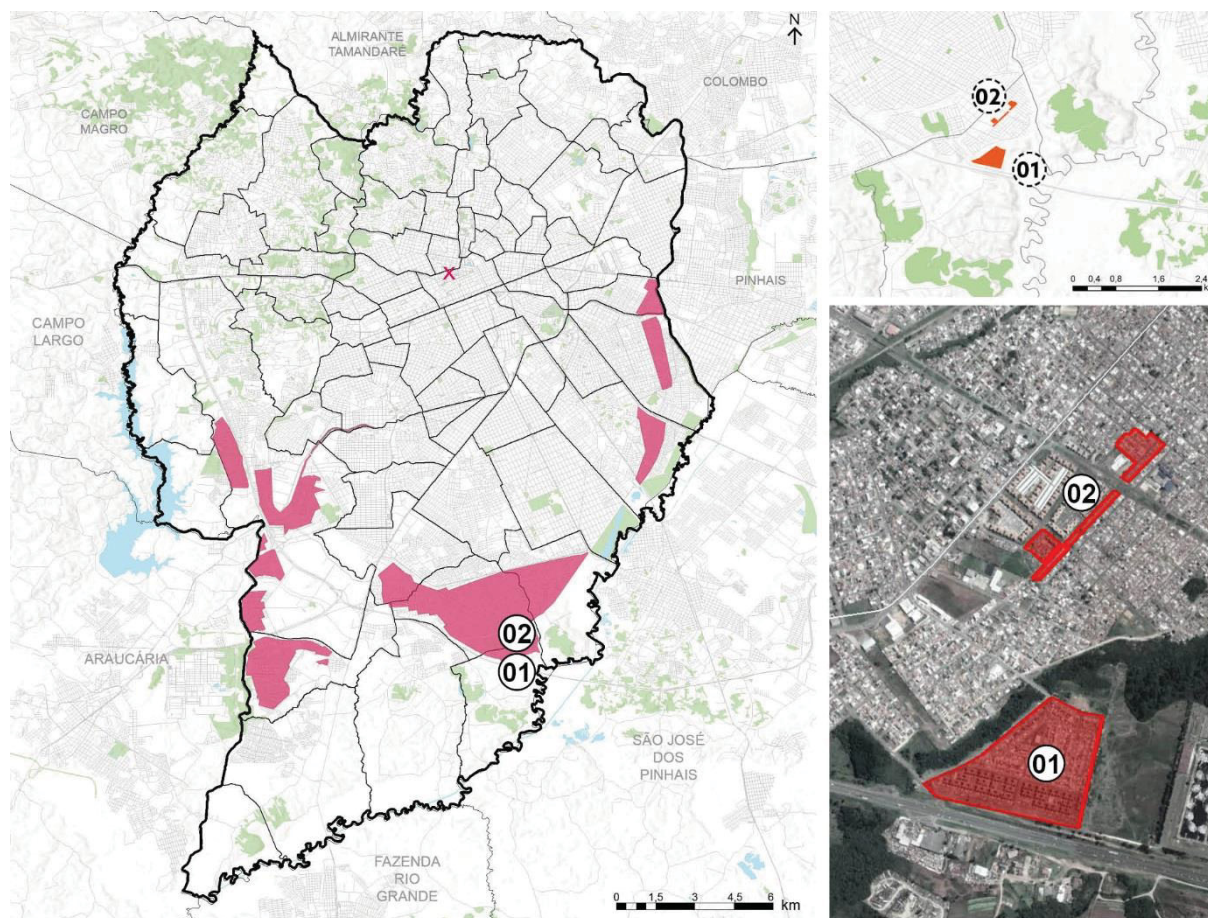 N
ALMIRANTE
TAMANDARÉ
COLOMBO
CAMPO
MAGRO
X
PINHAIS
CAMPO
LARGO
02
01
ARAUCÁRIA
SÃO JOSÉ
DOS
PINHAIS
FAZENDA
RIO
GRANDE
0 1,5 3 4,5 6
km
02
01
0 0,4 0,8 1,6 2,4
02
01